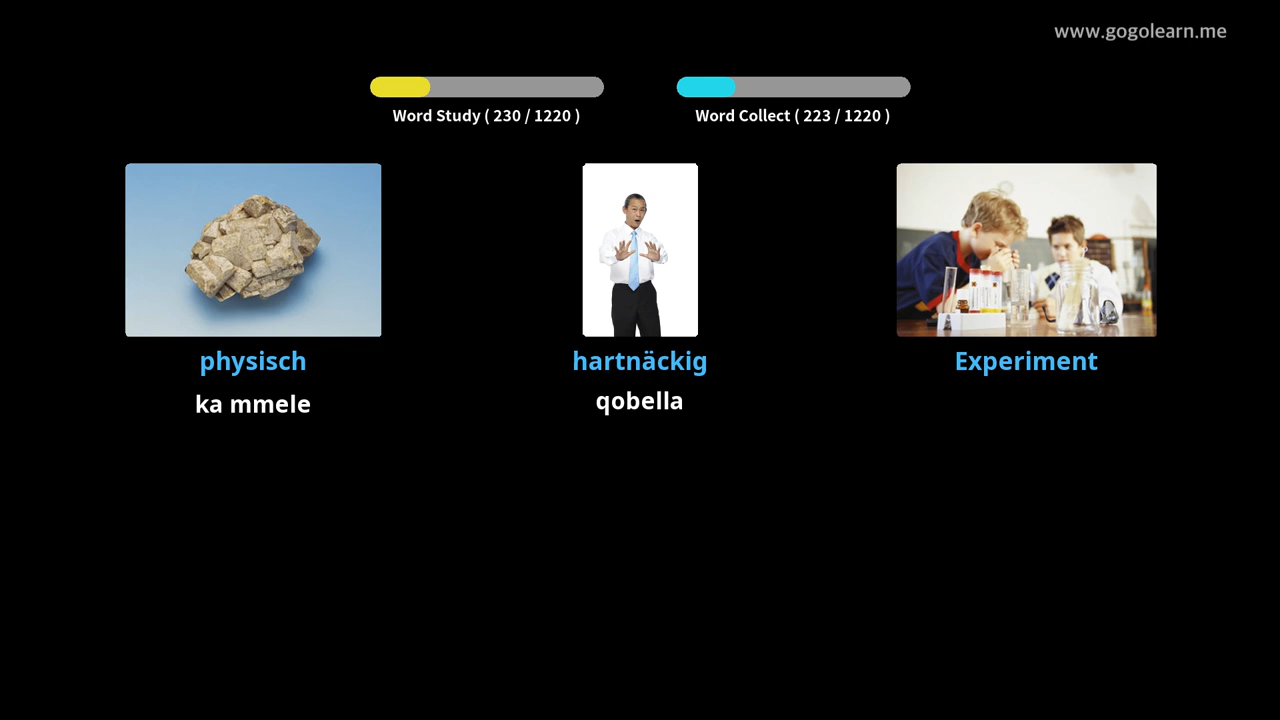 www.gogolearn.me
Word Study ( 230 / 1220 )
Word Collect ( 223 / 1220 )
physisch
hartnäckig
Experiment
ka mmele
qobella